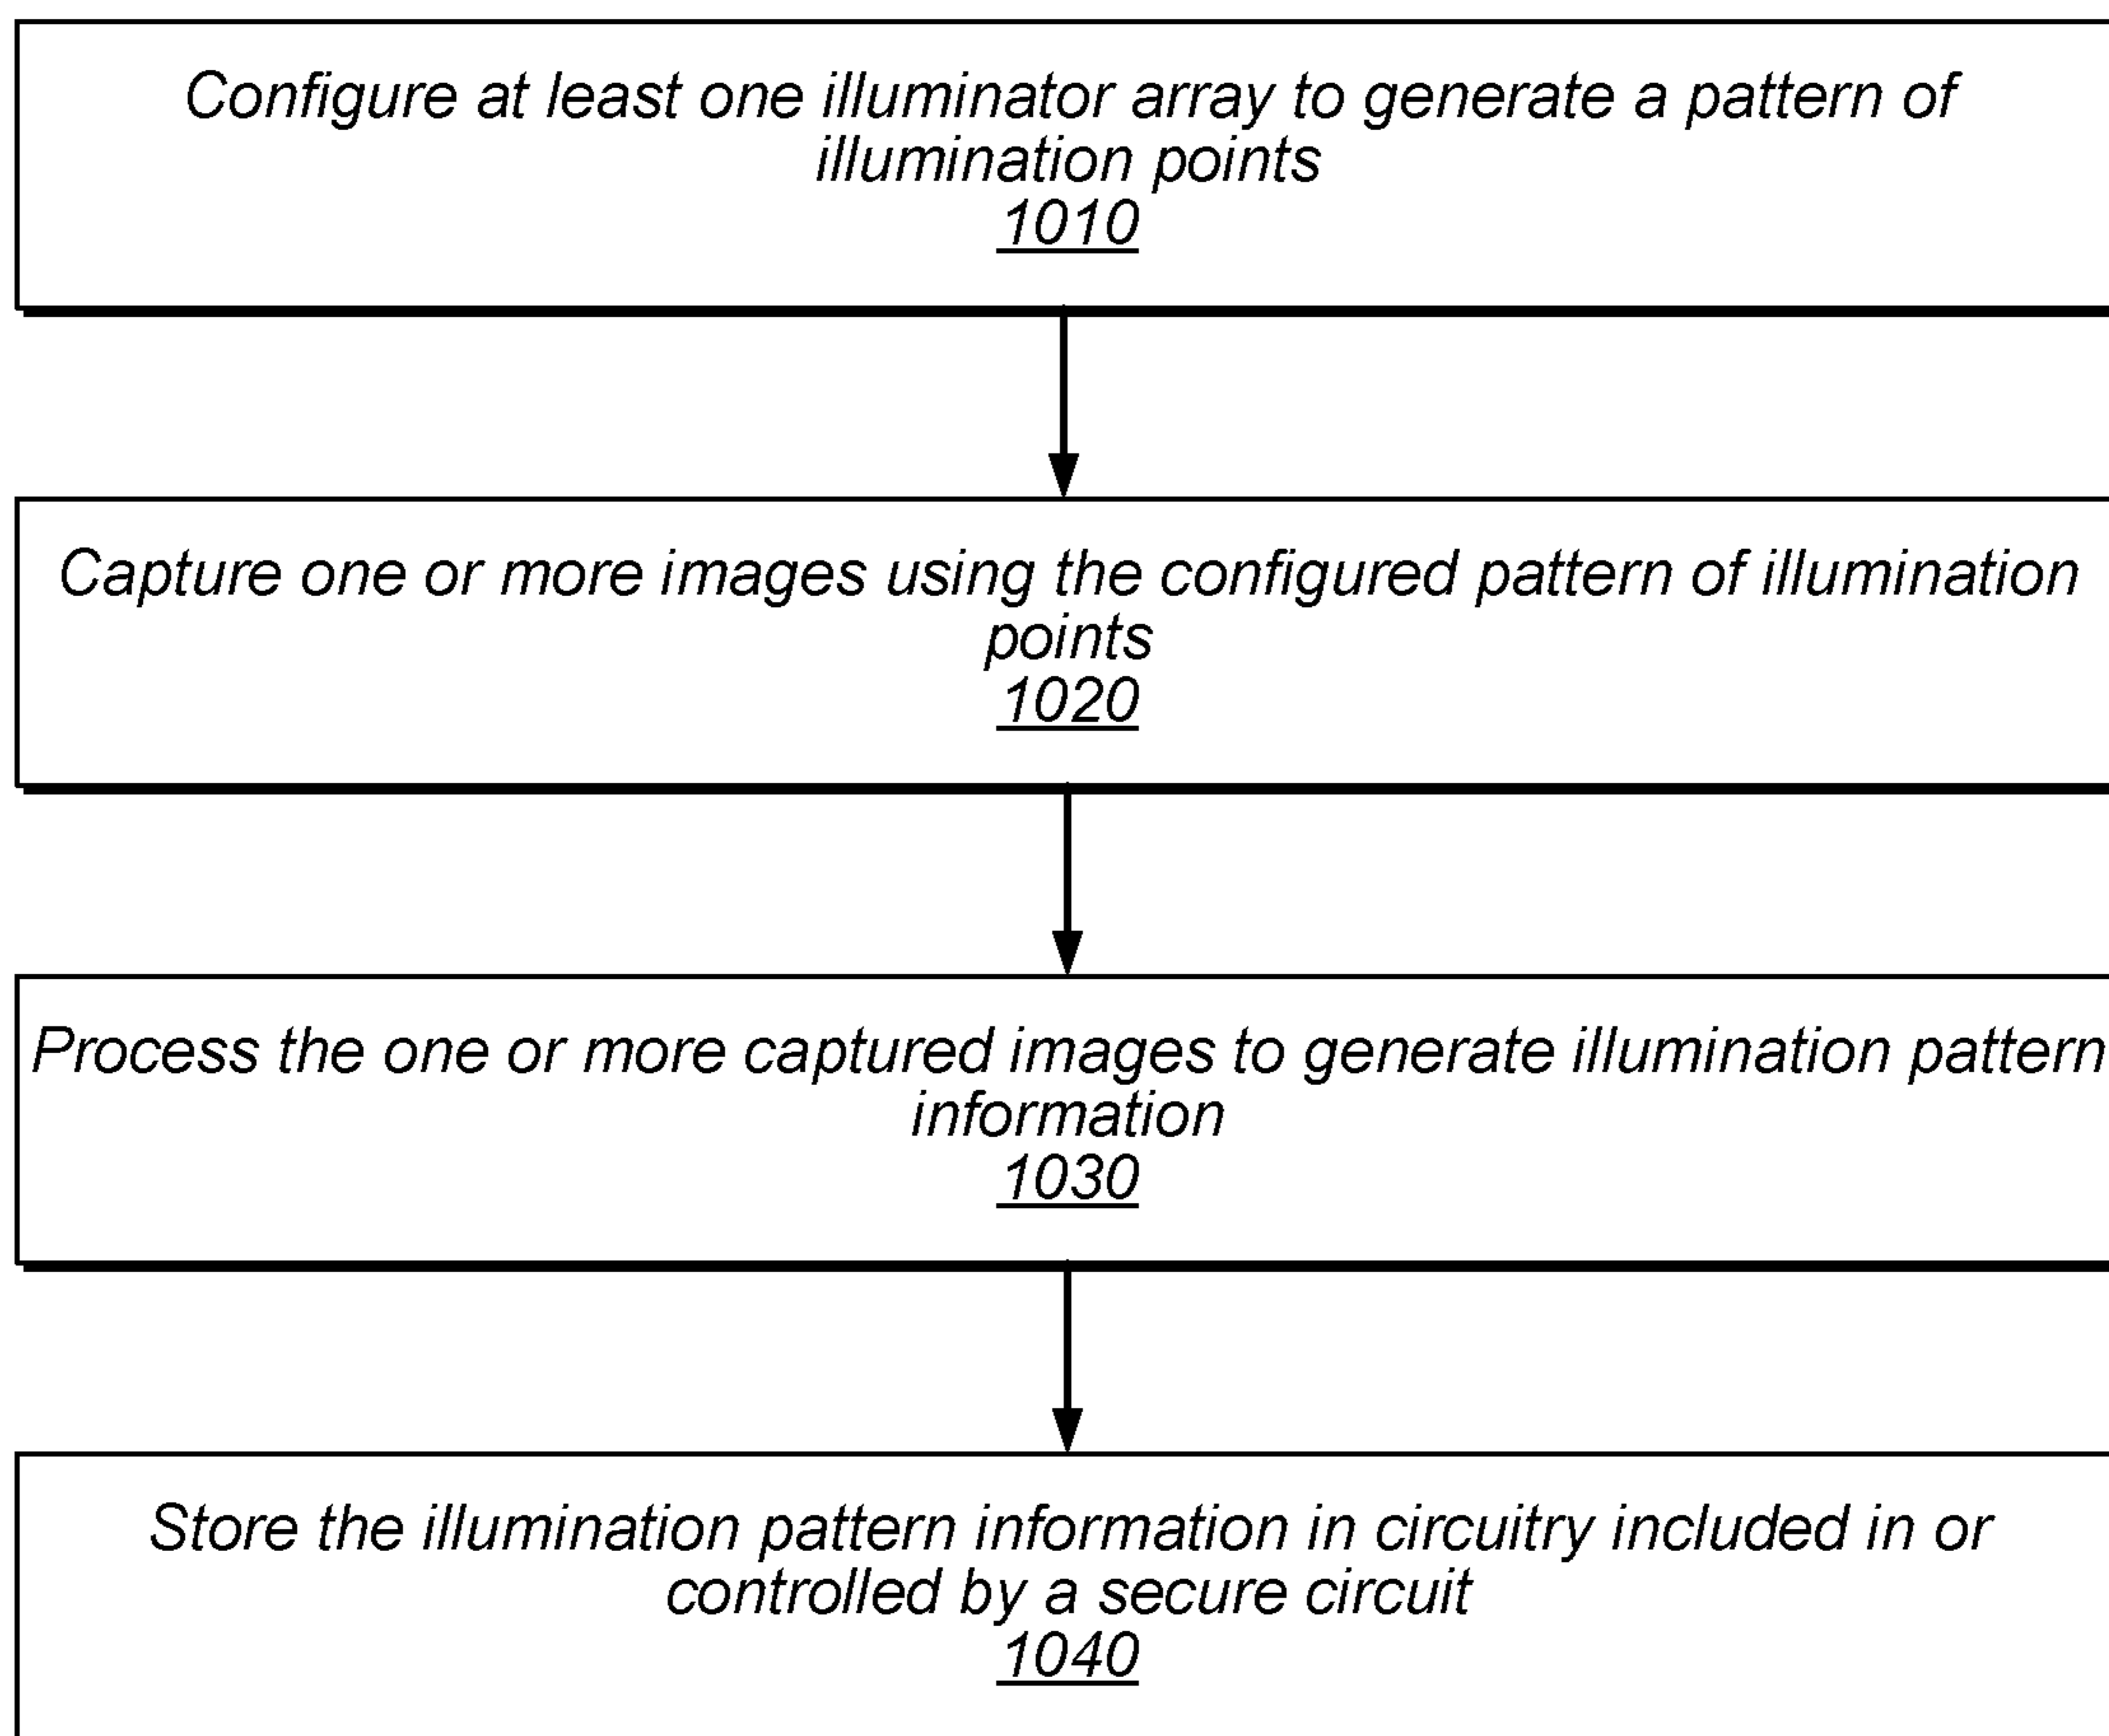 Configure at least one illuminator array to generate a pattern of
illumination points
1010
Capture one or more images using the configured pattern of illumination
points
1020
Process the one or more captured images to generate illumination pattern
information
1030
Store the illumination pattern information in circuitry included in or
controlled by a secure circuit
1040